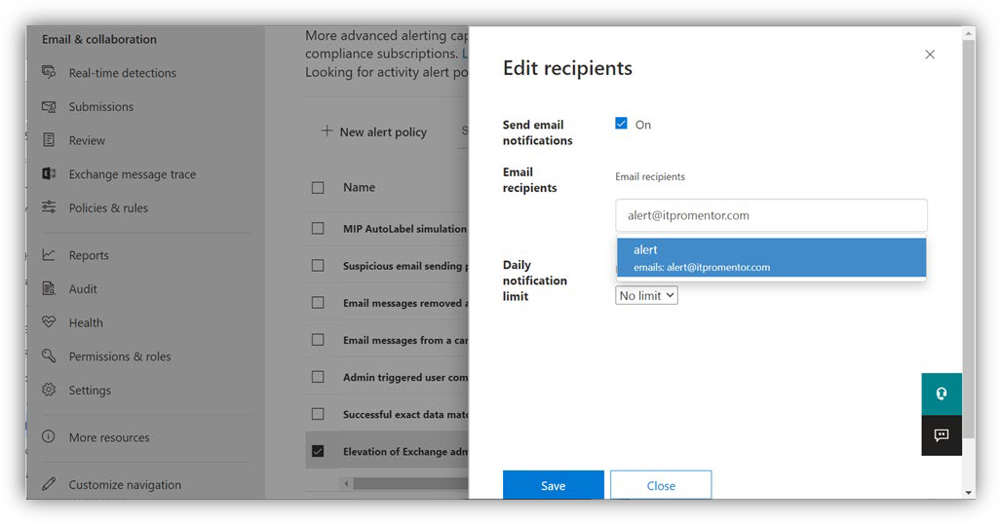 Email & collaboration
Real-time detections
Submissions
Review
Exchange message trace
Policies & rules
Reports
Audit
Health
Permissions & roles
Settings
More resources
Customize navigation
More advanced alerting cap
compliance subscriptions. L
Looking for activity alert po
New alert policy
S
Name
MIP AutoLabel simulation
Suspicious email sending p
Email messages removed a
Email messages from a car
Admin triggered user com
Successful exact data matc
Elevation of Exchange adm
Edit recipients
Send email
notifications
On
Email
recipients
Email recipients
alert@itpromentor.com
alert
emails: alert@itpromentor.com
Daily
notification
limit
No limit
Save
Close